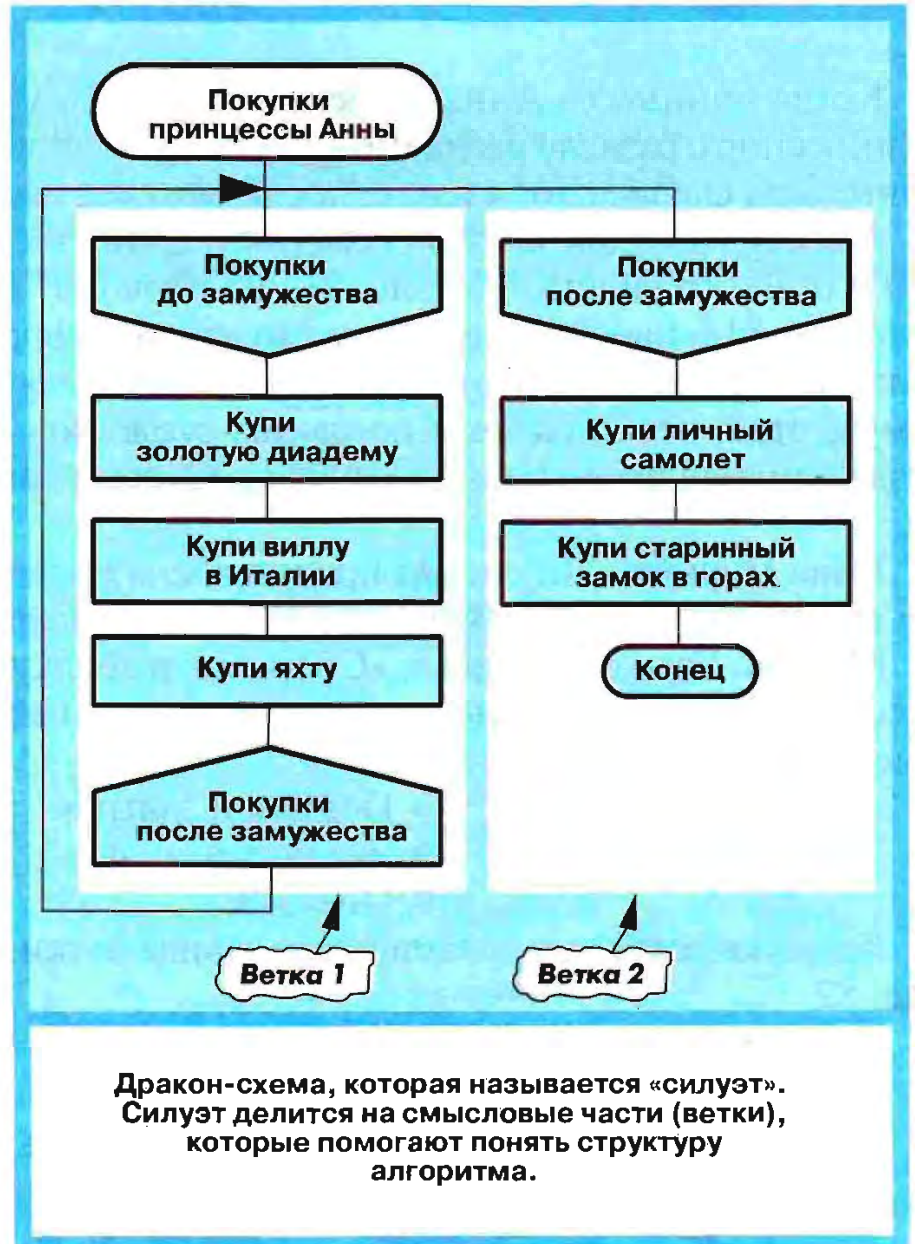 Покупки
принцессы Анны
Покупки
до замужества
Купи
золотую диадему
Купи виллу
в Италии
Купи яхту
Покупки
после замужества
Ветка 1
Покупки
после замужества
Купи личный
самолет
Купи старинный
замок в горах
Конец
Ветка 2
Дракон-схема, которая называется «силуэт».
Силуэт делится на смысловые части (ветки),
которые помогают понять структуру
алгоритма.